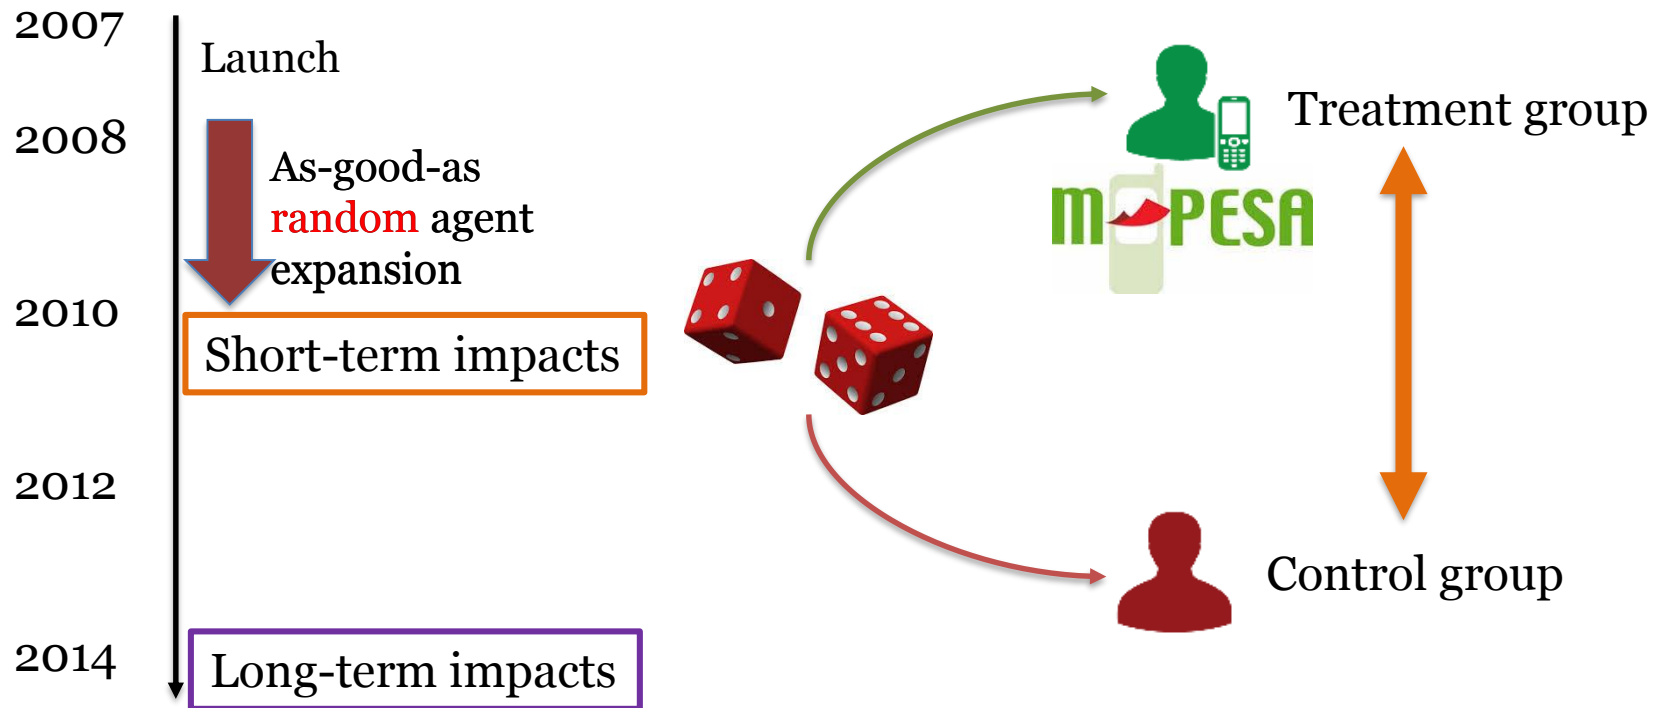 2007
Launch
2008
As-good-as
random agent
expansion
2010
Short-term impacts
2012
2014
Long-term impacts
Treatment group
M PESA
Control group